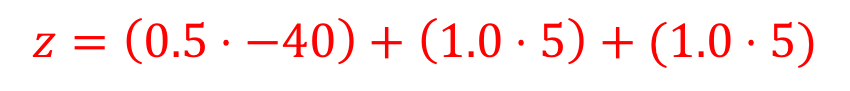 z = (0.5 · −40) + (1.0 · 5) + (1.0 · 5)